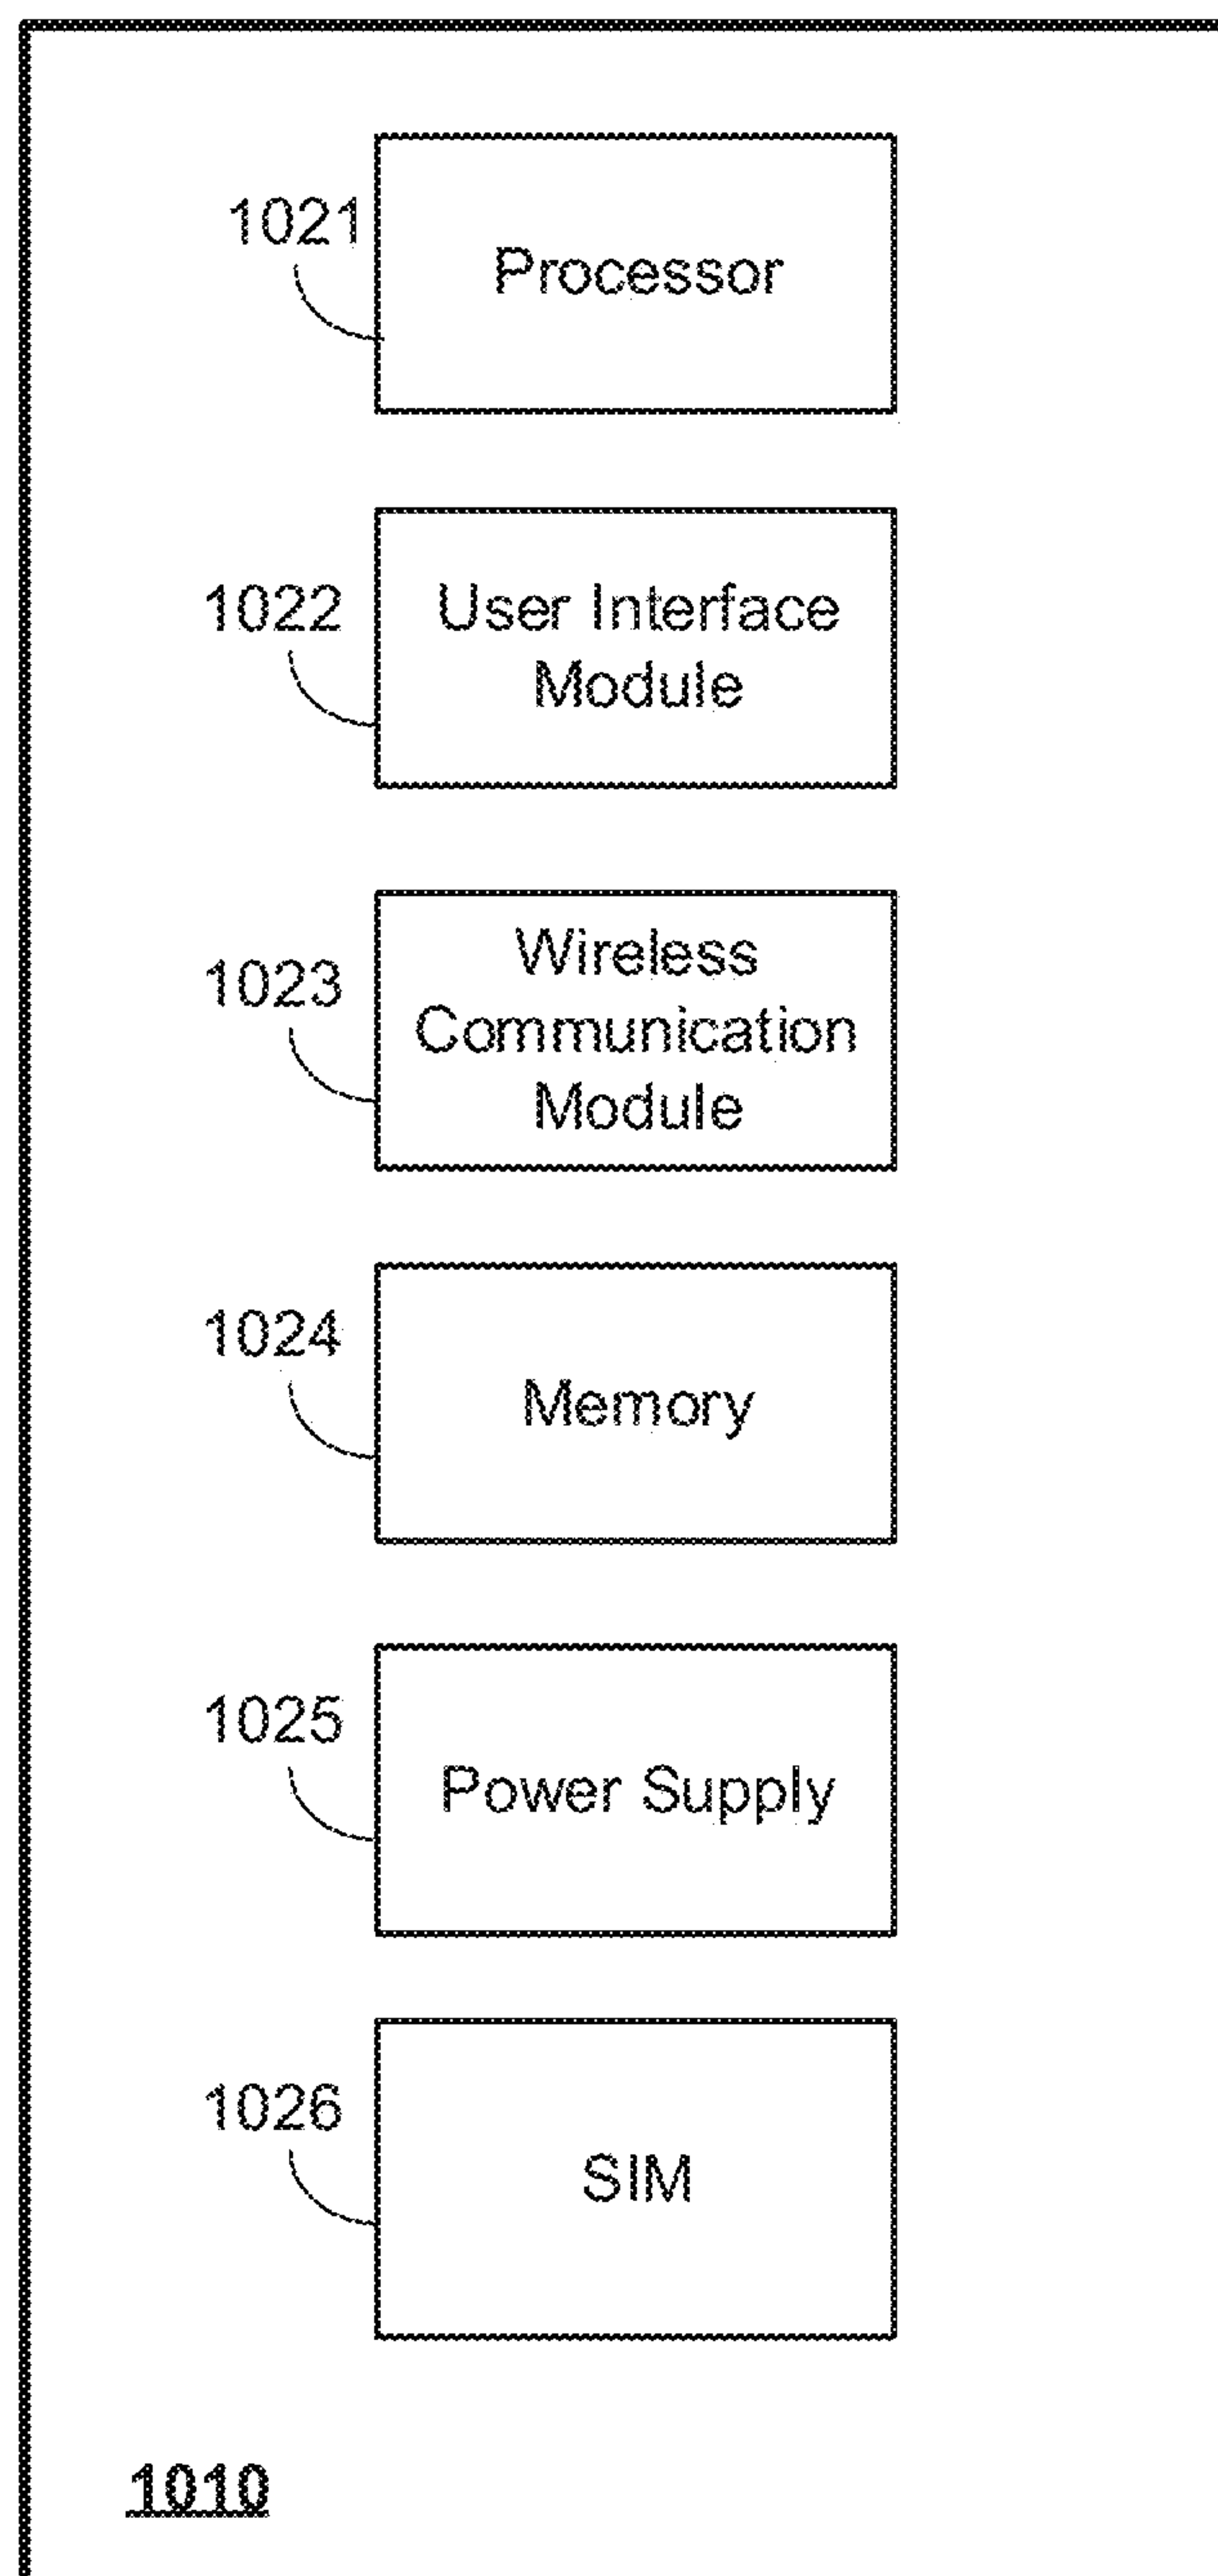 1021
Processor
1022
User Interface
Module
1023
Wireless
Communication
Module
1024
Memory
1025
Power Supply
1026
SIM
1010